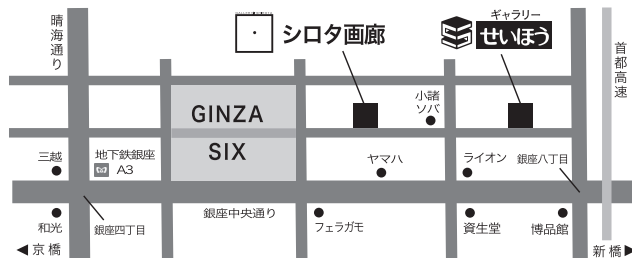 晴海通り
シロタ画廊
ギャラリー
せいほう
首都高速
GINZA
SIX
小諸
ソバ
三越
地下鉄銀座
A3
ヤマハ
ライオン
銀座八丁目
和光
銀座四丁目
銀座中央通り
フェラガモ
資生堂
博品館
◀京橋
新橋▶